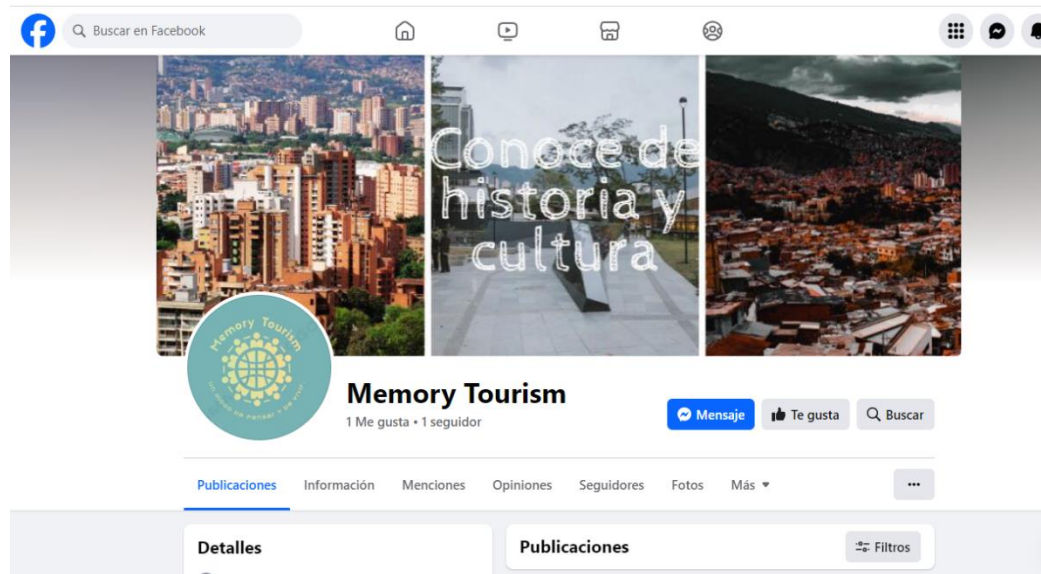 Buscar en Facebook
Conoce de
historia y
cultura
Memory Tourism
Memory Tourism
1 Me gusta • 1 seguidor
Mensaje
Te gusta
Buscar
Publicaciones
Información
Menciones
Opiniones
Seguidores
Fotos
Más
Detalles
Publicaciones
Filtros